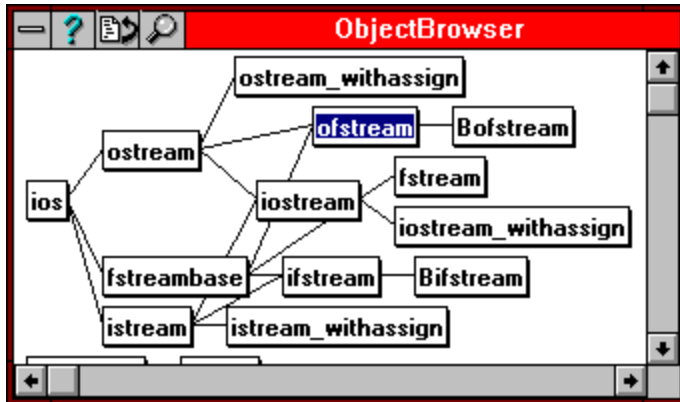 ?
ObjectBrowser
ostream_withassign
ofstream
Bofstream
ostream
fstream
ios
iostream
iostream_withassign
fstreambase
ifstream
Bifstream
istream
istream_withassign